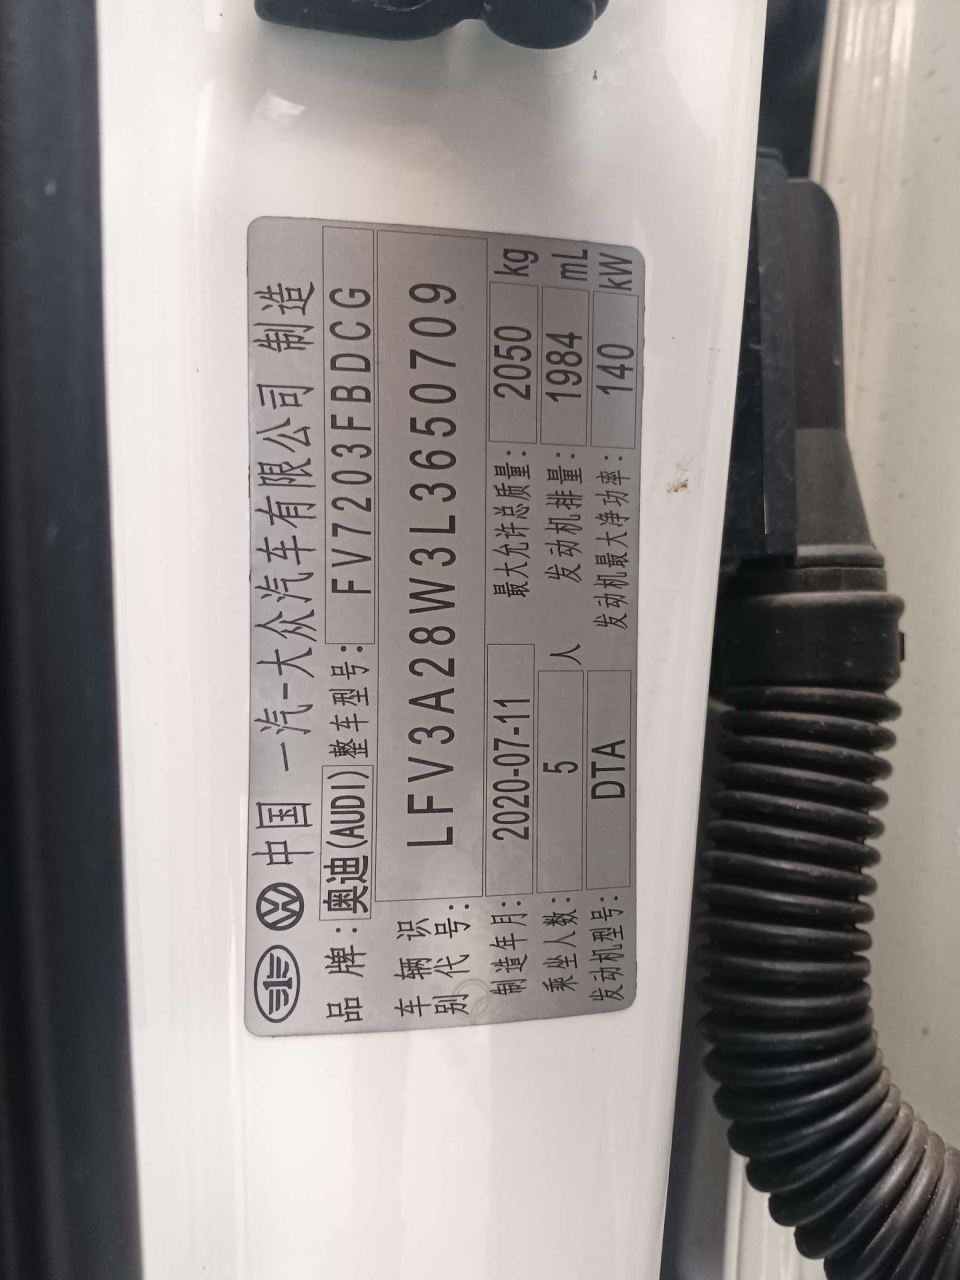 中国 一汽-大众汽车有限公司 制造
品牌:奥迪(AUDI) 整车型号: FV7203FBDCG
车辆识别代号: LFV3A28W3L3650709
制造年月: 2020-07-11 最大允许总质量: 2050 kg
乘坐人数: 5 人 发动机排量: 1984 mL
发动机型号: DTA 发动机最大净功率: 140 kW